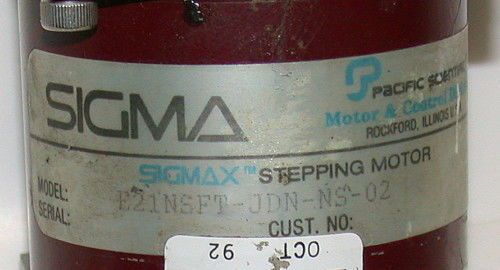 SIGMA
PACIFIC SCIENTIFIC
Motor & Control
ROCKFORD, ILLINOIS U.S.
SIGMAX™ STEPPING MOTOR
MODEL: E21NSFT-JDN-NS-02
SERIAL: CUST. NO:
OCT 92